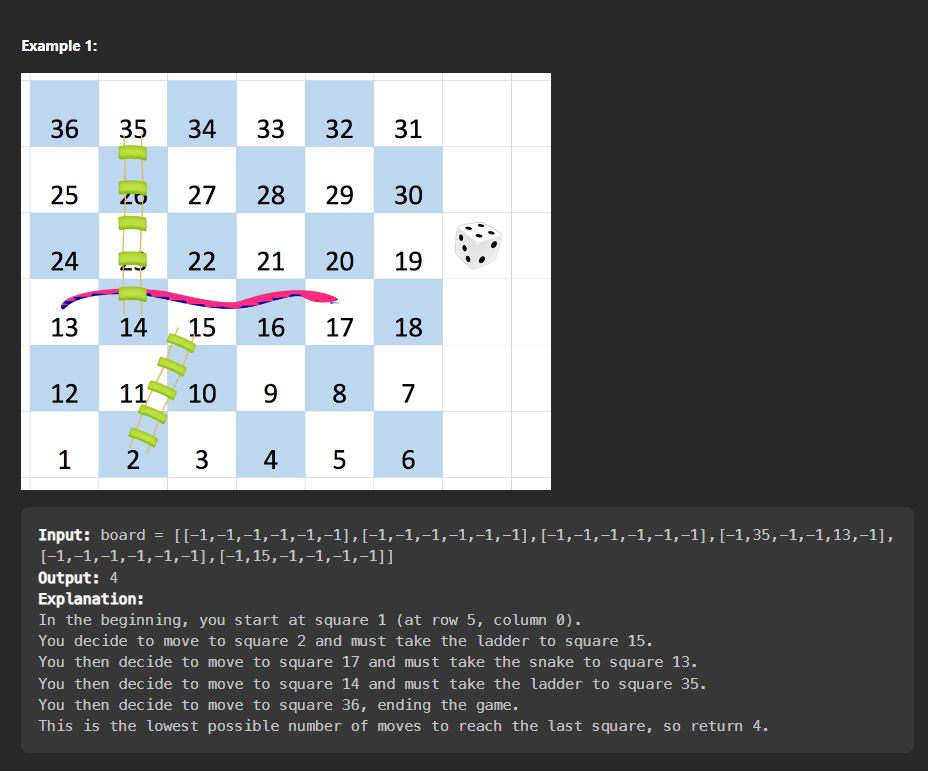 Example 1:
36 35 34 33 32 31
25 26 27 28 29 30
24 23 22 21 20 19
13 14 15 16 17 18
12 11 10 9 8 7
1 2 3 4 5 6
Input: board = [[-1,-1,-1,-1,-1,-1],[-1,-1,-1,-1,-1,-1],[-1,-1,-1,-1,-1,-1],[-1,35,-1,-1,13,-1],
[-1,-1,-1,-1,-1,-1],[-1,15,-1,-1,-1,-1]]
Output: 4
Explanation:
In the beginning, you start at square 1 (at row 5, column 0).
You decide to move to square 2 and must take the ladder to square 15.
You then decide to move to square 17 and must take the snake to square 13.
You then decide to move to square 14 and must take the ladder to square 35.
You then decide to move to square 36, ending the game.
This is the lowest possible number of moves to reach the last square, so return 4.